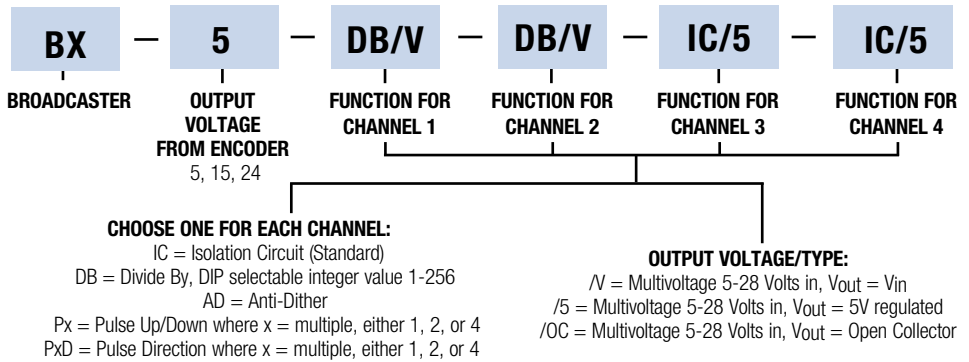 BX — 5 — DB/V — DB/V — IC/5 — IC/5
BROADCASTER
OUTPUT
VOLTAGE
FROM ENCODER
5, 15, 24
FUNCTION FOR
CHANNEL 1
FUNCTION FOR
CHANNEL 2
FUNCTION FOR
CHANNEL 3
FUNCTION FOR
CHANNEL 4
CHOOSE ONE FOR EACH CHANNEL:
IC = Isolation Circuit (Standard)
DB = Divide By, DIP selectable integer value 1-256
AD = Anti-Dither
Px = Pulse Up/Down where x = multiple, either 1, 2, or 4
PxD = Pulse Direction where x = multiple, either 1, 2, or 4
OUTPUT VOLTAGE/TYPE:
/V = Multivoltage 5-28 Volts in, Vout = Vin
/5 = Multivoltage 5-28 Volts in, Vout = 5V regulated
/OC = Multivoltage 5-28 Volts in, Vout = Open Collector